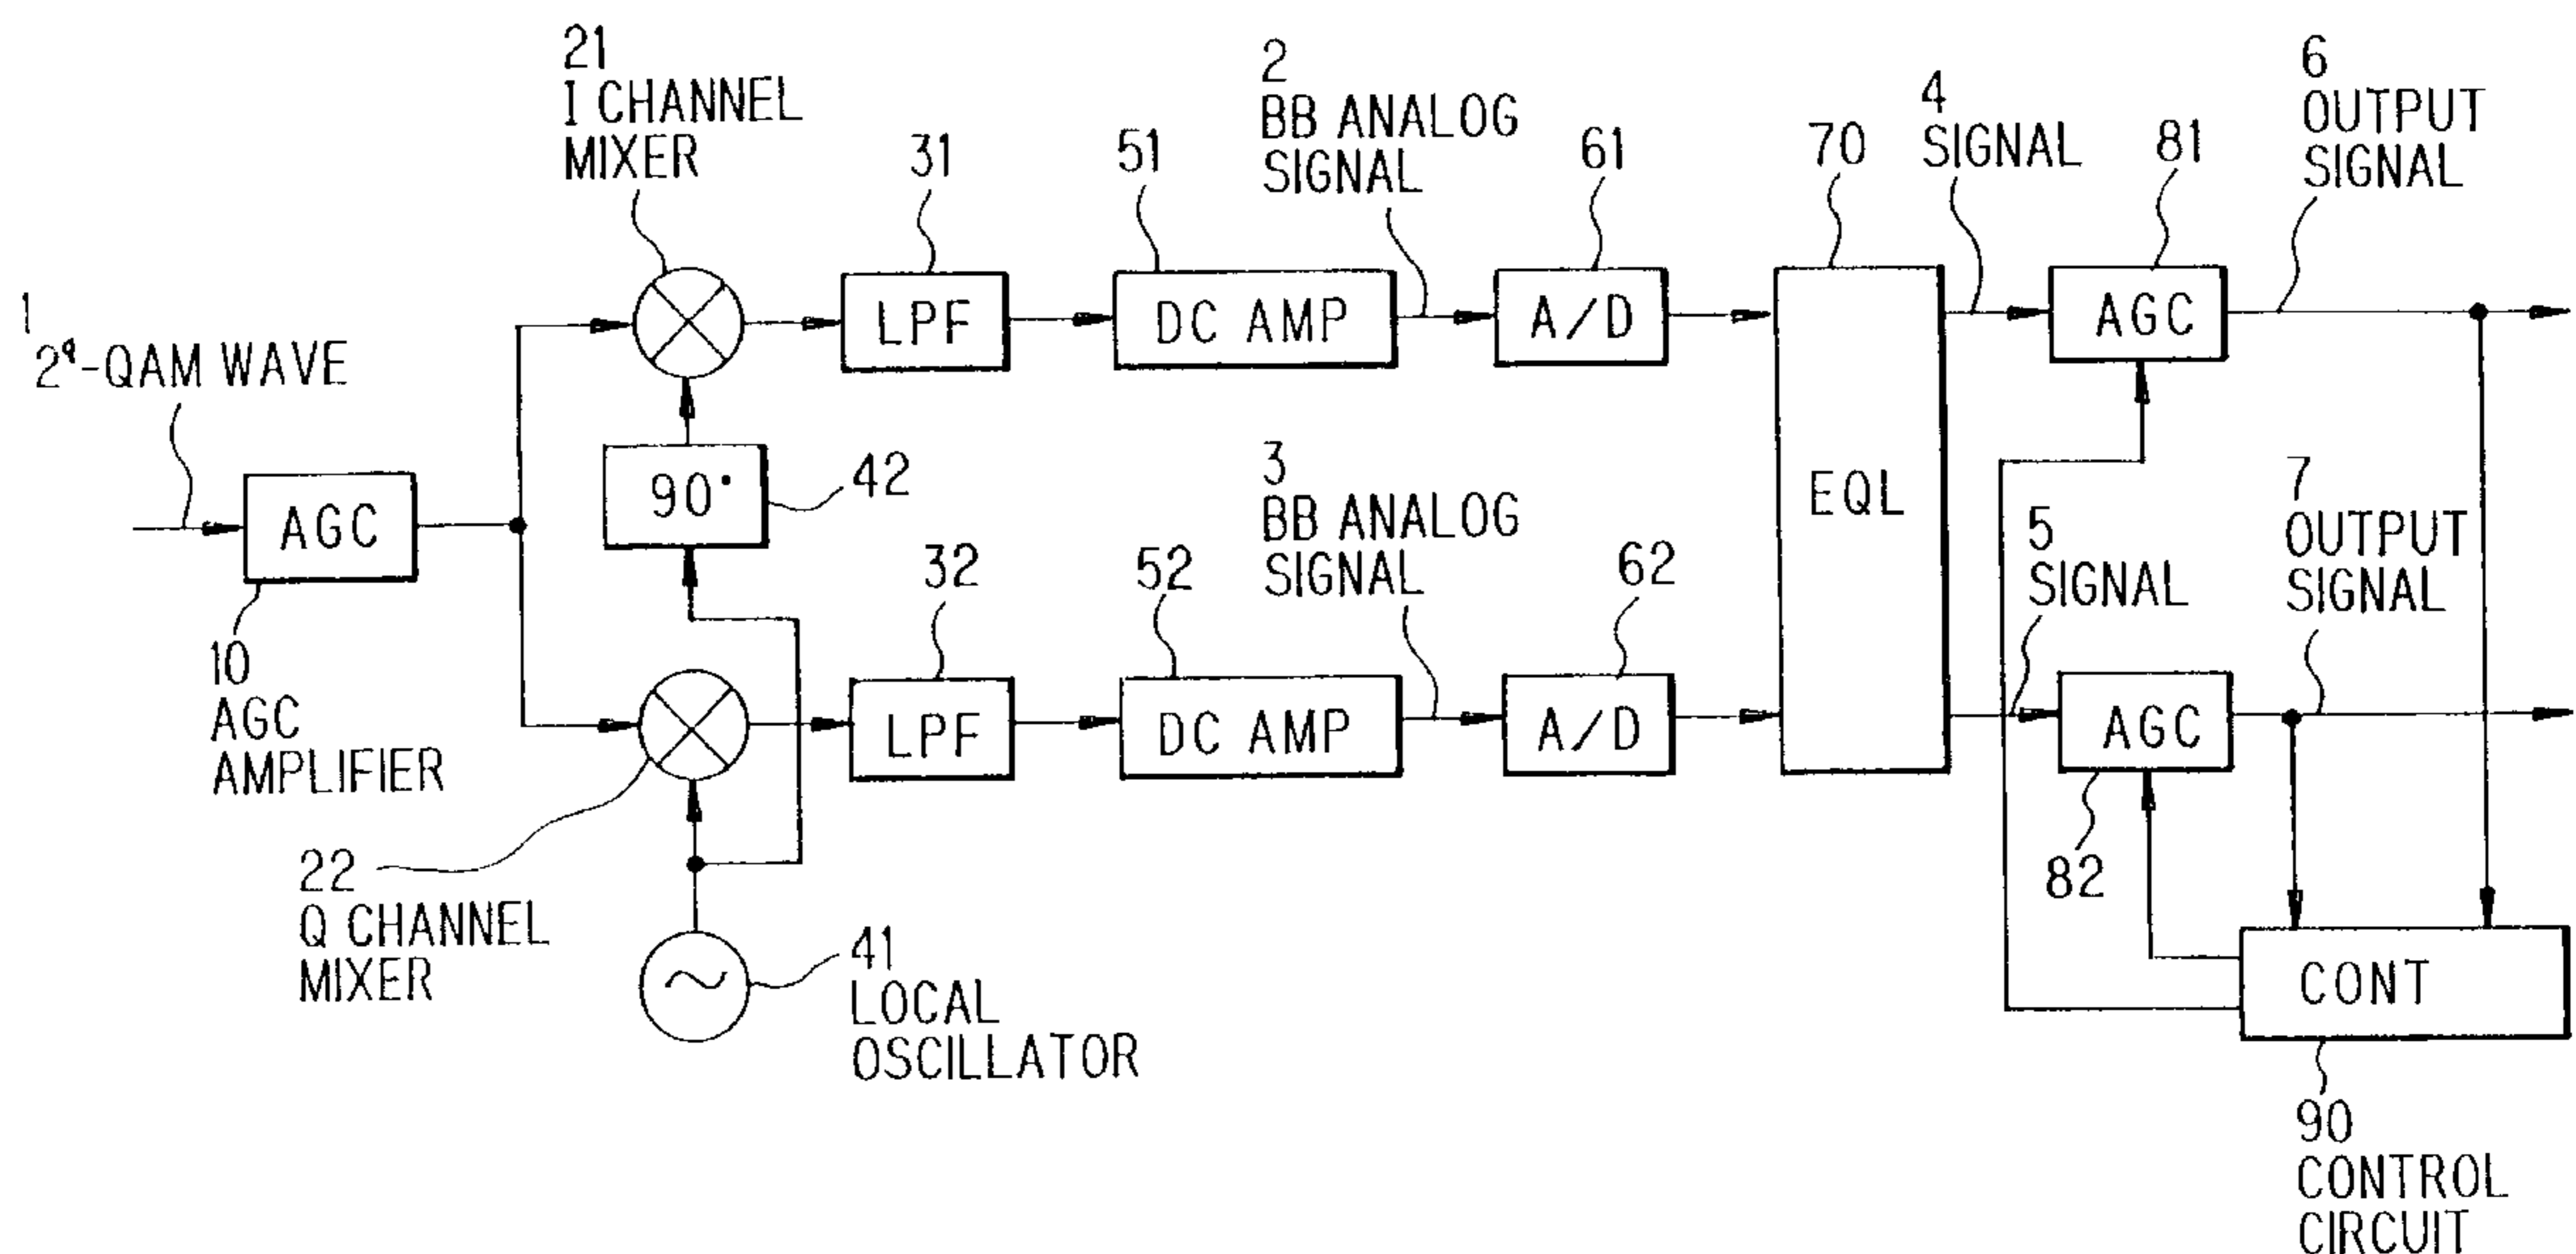 21
I CHANNEL
MIXER
31
51
2
BB ANALOG
SIGNAL
61
70
4
SIGNAL
81
6
OUTPUT
SIGNAL
1
2q-QAM WAVE
LPF
DC AMP
A/D
AGC
AGC
10
AGC
AMPLIFIER
90°
42
EQL
3
BB ANALOG
SIGNAL
32
52
62
5
SIGNAL
7
OUTPUT
SIGNAL
LPF
DC AMP
A/D
AGC
82
22
Q CHANNEL
MIXER
41
LOCAL
OSCILLATOR
CONT
90
CONTROL
CIRCUIT